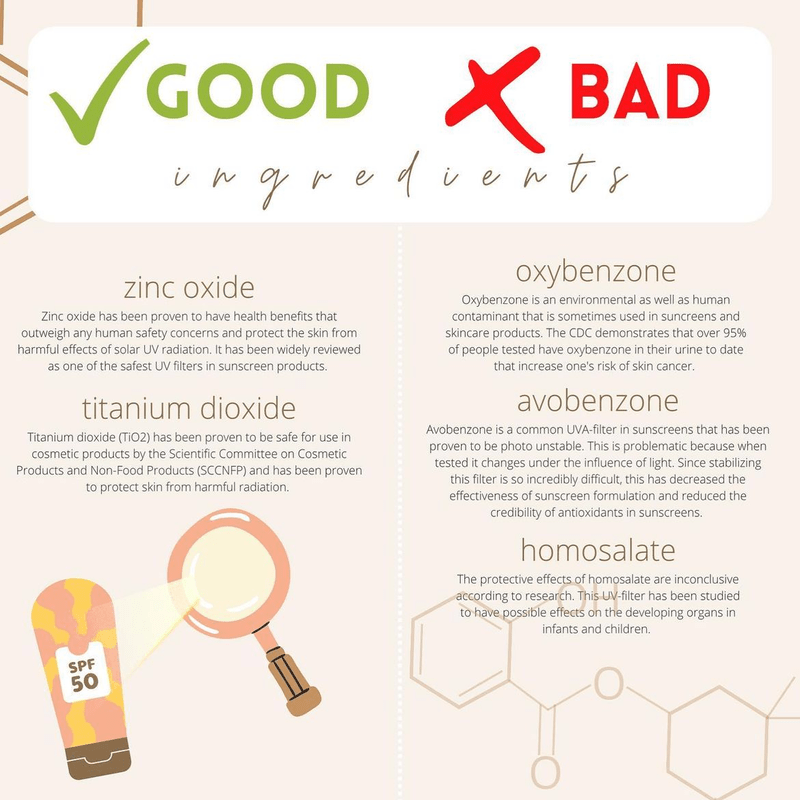 GOOD
BAD
ingredients
zinc oxide
Zinc oxide has been proven to have health benefits that
outweigh any human safety concerns and protect the skin from
harmful effects of solar UV radiation. It has been widely reviewed
as one of the safest UV filters in sunscreen products.
titanium dioxide
Titanium dioxide (TiO2) has been proven to be safe for use in
cosmetic products by the Scientific Committee on Cosmetic
Products and Non-Food Products (SCCNFP) and has been proven
to protect skin from harmful radiation.
SPF
50
oxybenzone
Oxybenzone is an environmental as well as human
contaminant that is sometimes used in suncreens and
skincare products. The CDC demonstrates that over 95%
of people tested have oxybenzone in their urine to date
that increase one's risk of skin cancer.
avobenzone
Avobenzone is a common UVA-filter in sunscreens that has been
proven to be photo unstable. This is problematic because when
tested it changes under the influence of light. Since stabilizing
this filter is so incredibly difficult, this has decreased the
effectiveness of sunscreen formulation and reduced the
credibility of antioxidants in sunscreens.
homosalate
The protective effects of homosalate are inconclusive
according to research. This UV-filter has been studied
to have possible effects on the developing organs in
infants and children.
OH
O
O